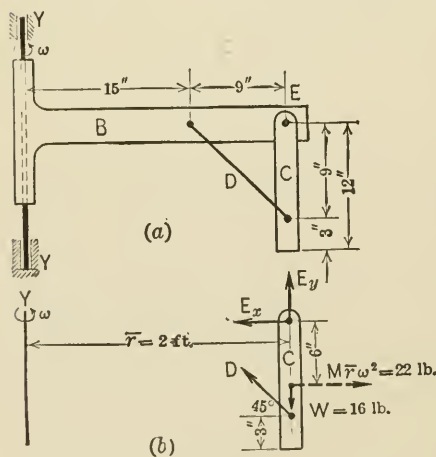 Y
ω
15"
9"
E
B
D
C
9"
12"
3"
Y
(a)
Y
ω
r̅ = 2 ft.
E_y
E_x
C
6"
D
M r̅ ω² = 22 lb.
45°
W = 16 lb.
3"
(b)